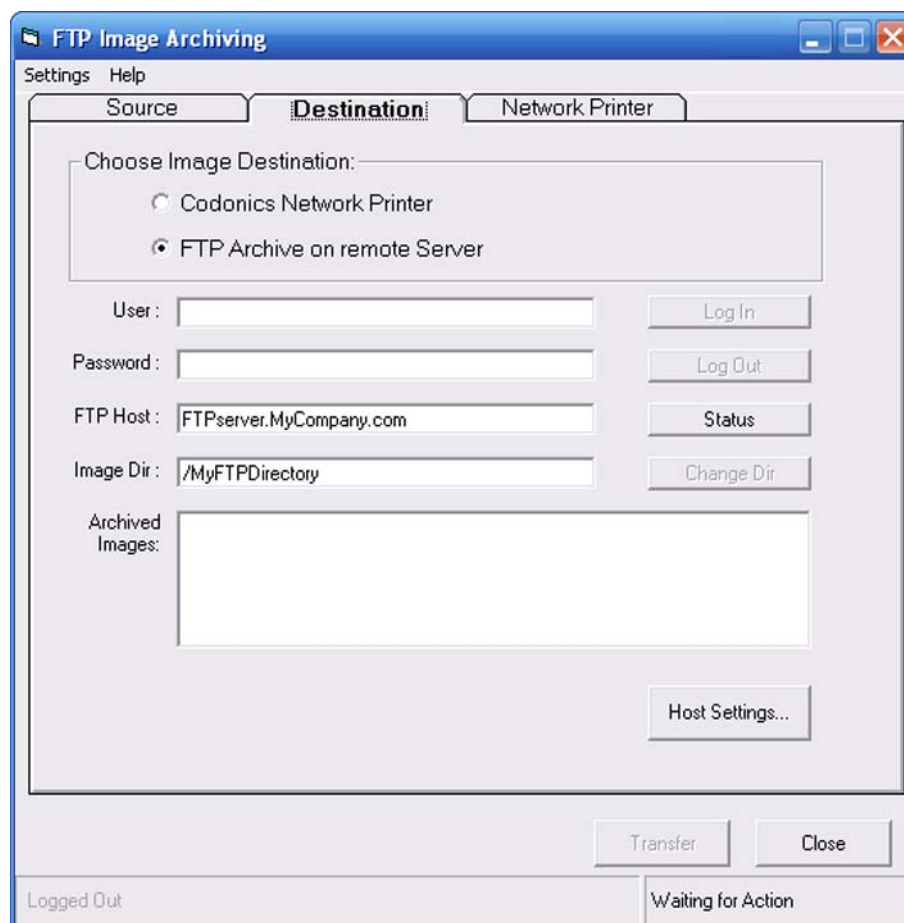 FTP Image Archiving
Settings Help
Source Destination Network Printer
Choose Image Destination:
Codonics Network Printer
FTP Archive on remote Server
User : Log In
Password : Log Out
FTP Host : FTPserver.MyCompany.com Status
Image Dir : /MyFTPDirectory Change Dir
Archived
Images:
Host Settings...
Transfer Close
Logged Out Waiting for Action